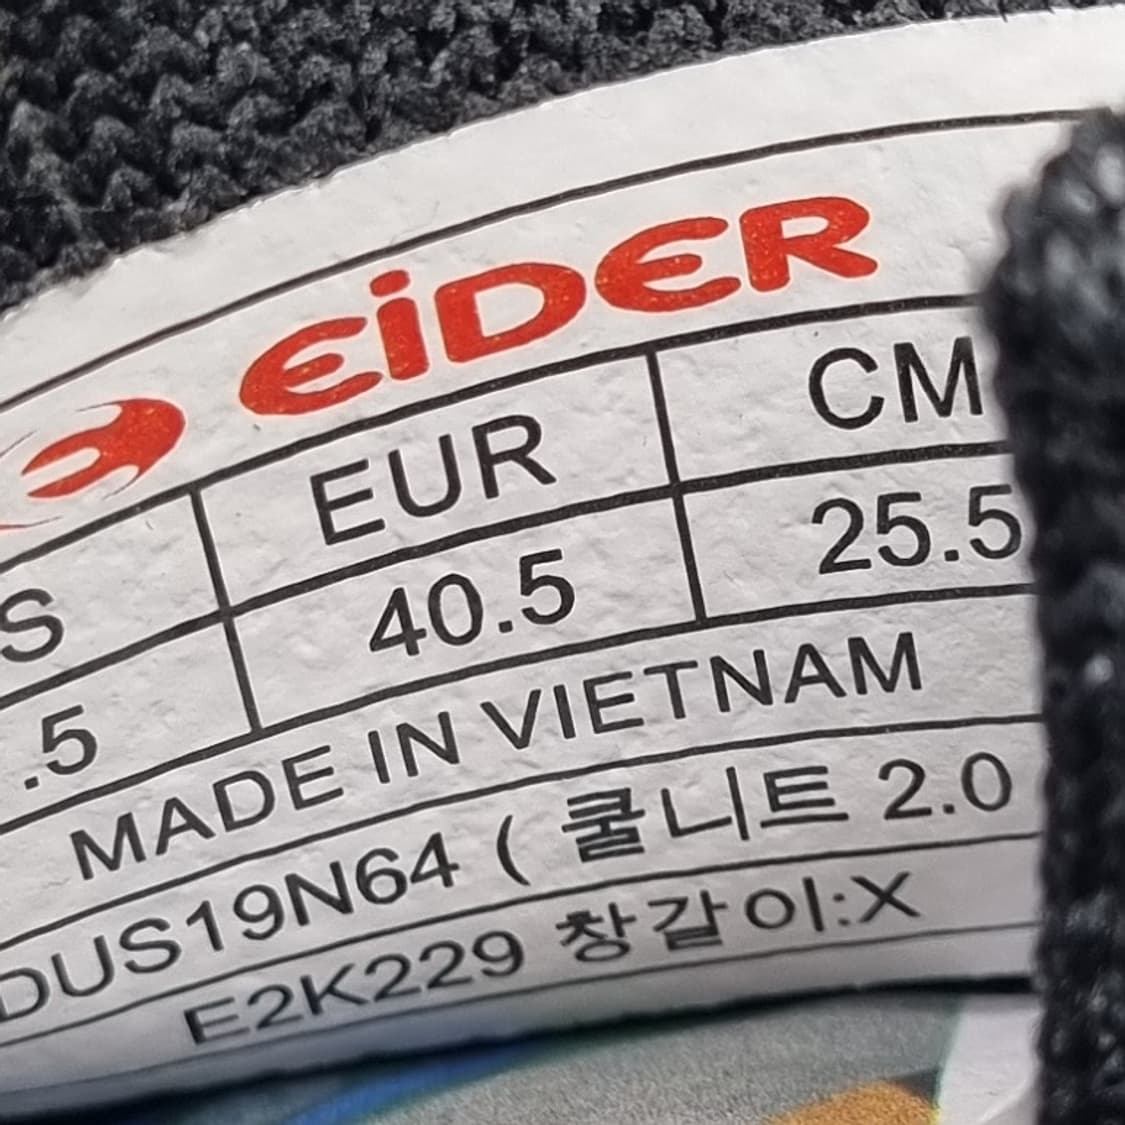 EiDER
S EUR CM
.5 40.5 25.5
MADE IN VIETNAM
DUS19N64 ( 쿨니트 2.0
E2K229 창갈이:X